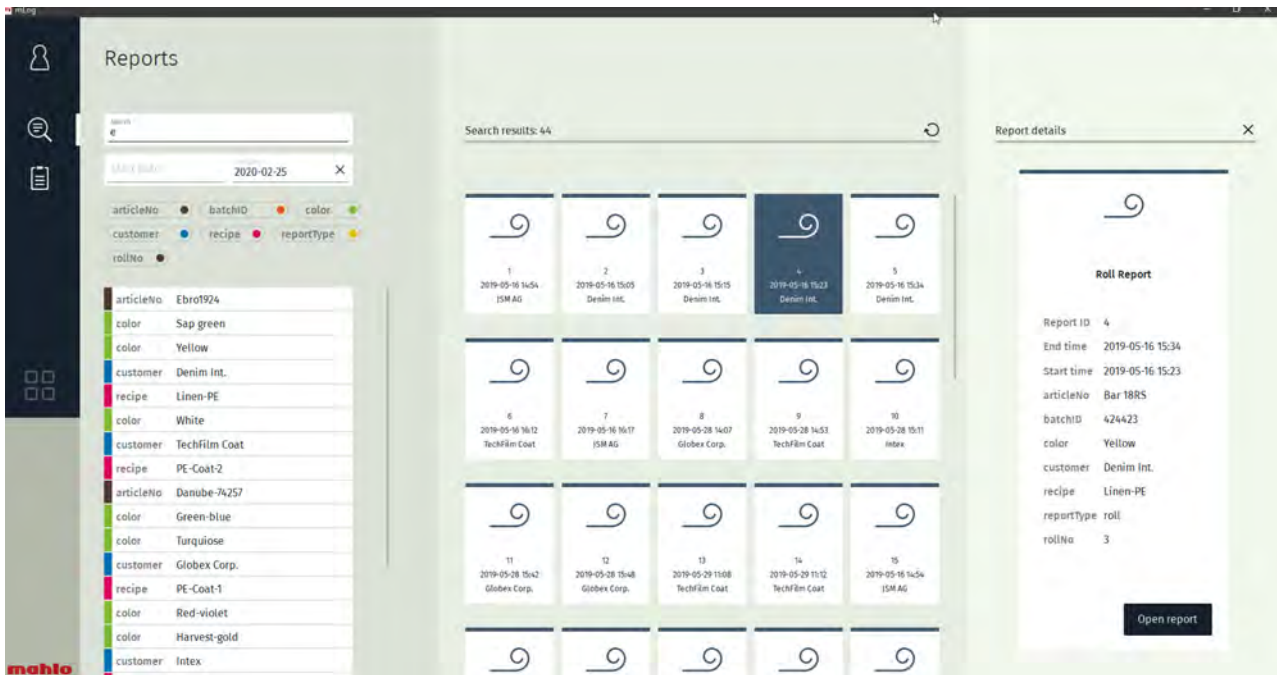 mLog
Reports
search
e
2020-02-25
articleNo
batchID
color
customer
recipe
reportType
rollNo
articleNo Ebro1924
color Sap green
color Yellow
customer Denim Int.
recipe Linen-PE
color White
customer TechFilm Coat
recipe PE-Coat-2
articleNo Danube-74257
color Green-blue
color Turquiose
customer Globex Corp.
recipe PE-Coat-1
color Red-violet
color Harvest-gold
customer Intex
mahlo
Search results: 44
1
2019-05-16 14:54
JSM AG
2
2019-05-16 15:05
Denim Int.
3
2019-05-16 15:15
Denim Int.
4
2019-05-16 15:23
Denim Int.
5
2019-05-16 15:34
Denim Int.
6
2019-05-16 16:12
TechFilm Coat
7
2019-05-16 16:17
JSM AG
8
2019-05-28 14:07
Globex Corp.
9
2019-05-28 14:53
TechFilm Coat
10
2019-05-28 15:11
Intex
11
2019-05-28 15:42
Globex Corp.
12
2019-05-28 15:48
Globex Corp.
13
2019-05-29 11:08
TechFilm Coat
14
2019-05-29 11:12
TechFilm Coat
15
2019-05-16 14:54
JSM AG
Report details
Roll Report
Report ID 4
End time 2019-05-16 15:34
Start time 2019-05-16 15:23
articleNo Bar 18RS
batchID 424423
color Yellow
customer Denim Int.
recipe Linen-PE
reportType roll
rollNo 3
Open report